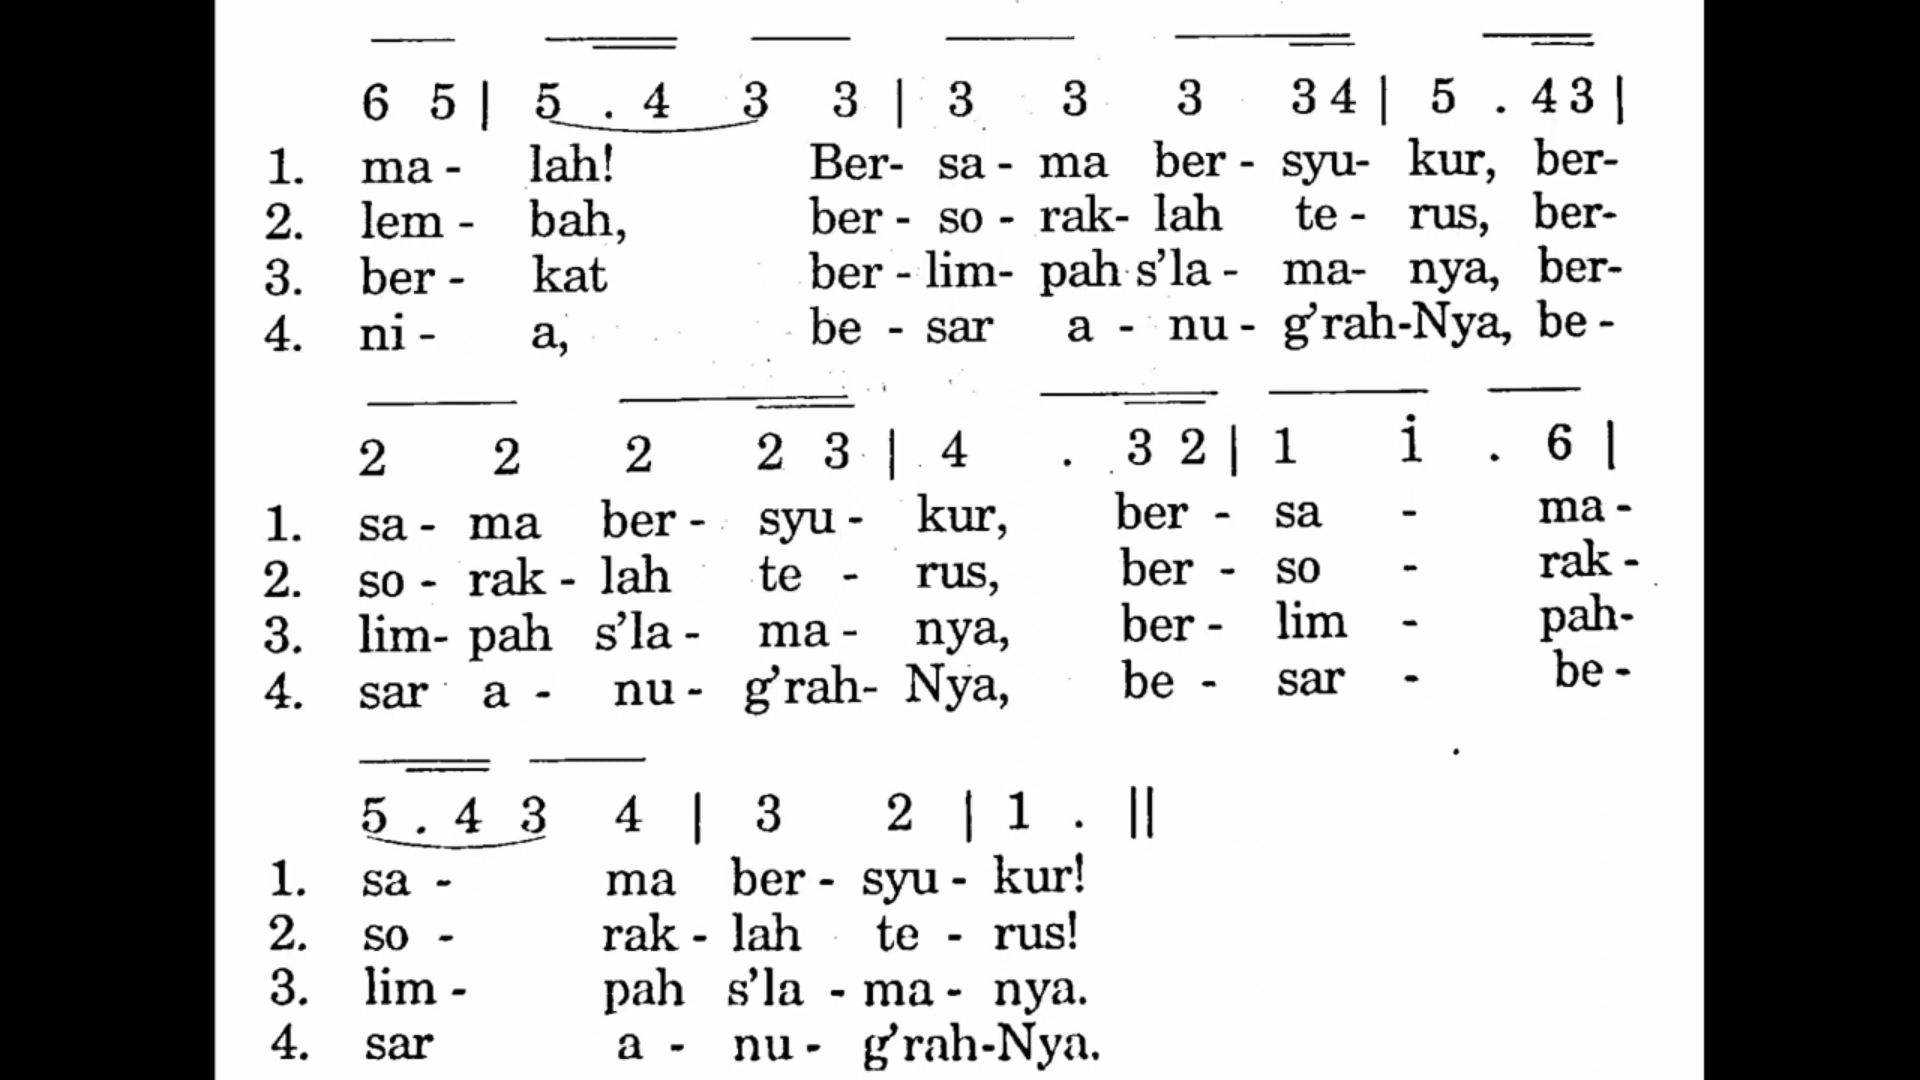 6 5 | 5 . 4 3 3 | 3 3 3 3 4 | 5 . 4 3 |
1. ma - lah! Ber- sa - ma ber - syu- kur, ber-
2. lem - bah, ber - so - rak- lah te - rus, ber-
3. ber - kat ber - lim- pah s'la - ma- nya, ber-
4. ni - a, be - sar a - nu - g'rah-Nya, be -
2 2 2 2 3 | 4 . 3 2 | 1 i . 6 |
1. sa - ma ber - syu - kur, ber - sa - ma -
2. so - rak - lah te - rus, ber - so - rak -
3. lim- pah s'la - ma - nya, ber - lim - pah-
4. sar a - nu - g'rah- Nya, be - sar - be -
5 . 4 3 4 | 3 2 | 1 . ||
1. sa - ma ber - syu - kur!
2. so - rak - lah te - rus!
3. lim - pah s'la - ma - nya.
4. sar a - nu - g'rah-Nya.